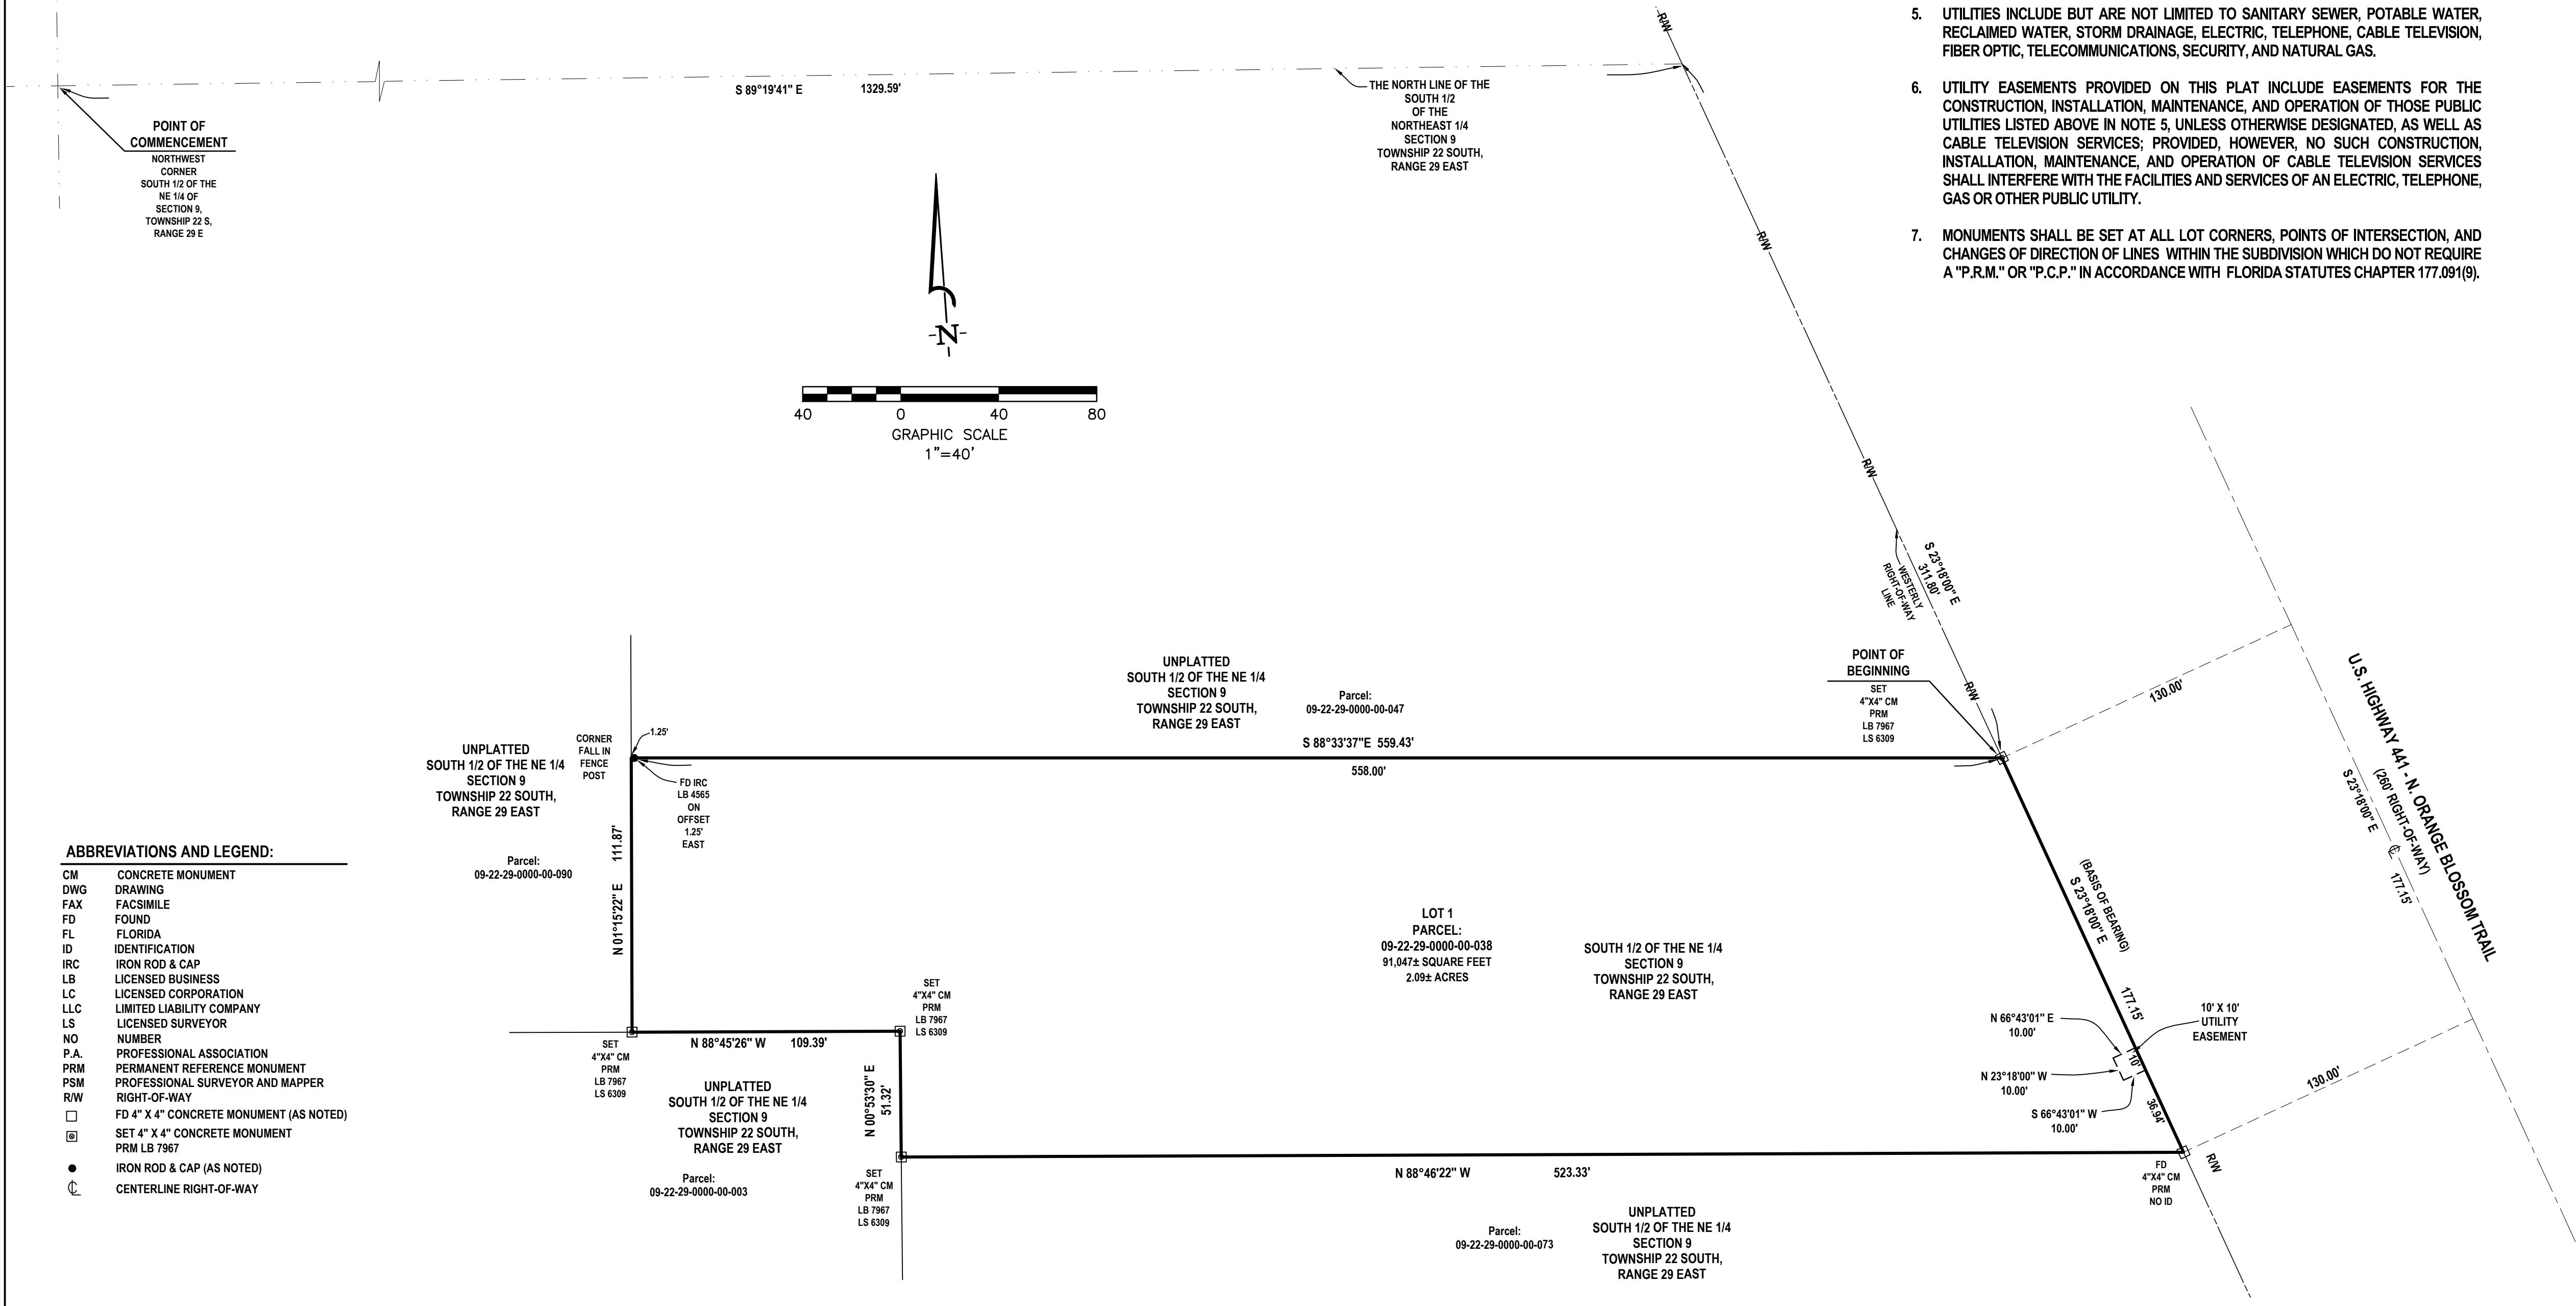 5. UTILITIES INCLUDE BUT ARE NOT LIMITED TO SANITARY SEWER, POTABLE WATER,
RECLAIMED WATER, STORM DRAINAGE, ELECTRIC, TELEPHONE, CABLE TELEVISION,
FIBER OPTIC, TELECOMMUNICATIONS, SECURITY, AND NATURAL GAS.
6. UTILITY EASEMENTS PROVIDED ON THIS PLAT INCLUDE EASEMENTS FOR THE
CONSTRUCTION, INSTALLATION, MAINTENANCE, AND OPERATION OF THOSE PUBLIC
UTILITIES LISTED ABOVE IN NOTE 5, UNLESS OTHERWISE DESIGNATED, AS WELL AS
CABLE TELEVISION SERVICES; PROVIDED, HOWEVER, NO SUCH CONSTRUCTION,
INSTALLATION, MAINTENANCE, AND OPERATION OF CABLE TELEVISION SERVICES
SHALL INTERFERE WITH THE FACILITIES AND SERVICES OF AN ELECTRIC, TELEPHONE,
GAS OR OTHER PUBLIC UTILITY.
7. MONUMENTS SHALL BE SET AT ALL LOT CORNERS, POINTS OF INTERSECTION, AND
CHANGES OF DIRECTION OF LINES WITHIN THE SUBDIVISION WHICH DO NOT REQUIRE
A "P.R.M." OR "P.C.P." IN ACCORDANCE WITH FLORIDA STATUTES CHAPTER 177.091(9).
S 89°19'41" E 1329.59'
POINT OF
COMMENCEMENT
NORTHWEST
CORNER
SOUTH 1/2 OF THE
NE 1/4 OF
SECTION 9,
TOWNSHIP 22 S,
RANGE 29 E
THE NORTH LINE OF THE
SOUTH 1/2
OF THE
NORTHEAST 1/4
SECTION 9
TOWNSHIP 22 SOUTH,
RANGE 29 EAST
R/W
R/W
R/W
R/W
-N-
40 0 40 80
GRAPHIC SCALE
1"=40'
S 23°18'00" E
311.80'
WESTERLY
RIGHT-OF-WAY
LINE
POINT OF
BEGINNING
SET
4"X4" CM
PRM
LB 7967
LS 6309
130.00'
U.S. HIGHWAY 441 - N. ORANGE BLOSSOM TRAIL
(260' RIGHT-OF-WAY)
S 23°18'00" E ℄ 177.15'
UNPLATTED
SOUTH 1/2 OF THE NE 1/4
SECTION 9
TOWNSHIP 22 SOUTH,
RANGE 29 EAST
Parcel:
09-22-29-0000-00-047
S 88°33'37"E 559.43'
558.00'
CORNER
FALL IN
FENCE
POST
1.25'
FD IRC
LB 4565
ON
OFFSET
1.25'
EAST
UNPLATTED
SOUTH 1/2 OF THE NE 1/4
SECTION 9
TOWNSHIP 22 SOUTH,
RANGE 29 EAST
Parcel:
09-22-29-0000-00-090
N 01°15'22" E 111.87'
ABBREVIATIONS AND LEGEND:
CM CONCRETE MONUMENT
DWG DRAWING
FAX FACSIMILE
FD FOUND
FL FLORIDA
ID IDENTIFICATION
IRC IRON ROD & CAP
LB LICENSED BUSINESS
LC LICENSED CORPORATION
LLC LIMITED LIABILITY COMPANY
LS LICENSED SURVEYOR
NO NUMBER
P.A. PROFESSIONAL ASSOCIATION
PRM PERMANENT REFERENCE MONUMENT
PSM PROFESSIONAL SURVEYOR AND MAPPER
R/W RIGHT-OF-WAY
FD 4" X 4" CONCRETE MONUMENT (AS NOTED)
SET 4" X 4" CONCRETE MONUMENT
PRM LB 7967
IRON ROD & CAP (AS NOTED)
℄ CENTERLINE RIGHT-OF-WAY
LOT 1
PARCEL:
09-22-29-0000-00-038
91,047± SQUARE FEET
2.09± ACRES
SOUTH 1/2 OF THE NE 1/4
SECTION 9
TOWNSHIP 22 SOUTH,
RANGE 29 EAST
(BASIS OF BEARING)
S 23°18'00" E
177.15'
10' X 10'
UTILITY
EASEMENT
N 66°43'01" E
10.00'
10'
N 23°18'00" W
10.00'
S 66°43'01" W
10.00'
36.94'
130.00'
SET
4"X4" CM
PRM
LB 7967
LS 6309
SET
4"X4" CM
PRM
LB 7967
LS 6309
N 88°45'26" W 109.39'
UNPLATTED
SOUTH 1/2 OF THE NE 1/4
SECTION 9
TOWNSHIP 22 SOUTH,
RANGE 29 EAST
Parcel:
09-22-29-0000-00-003
N 00°53'30" E
51.32'
SET
4"X4" CM
PRM
LB 7967
LS 6309
N 88°46'22" W 523.33'
FD
4"X4" CM
PRM
NO ID
R/W
Parcel:
09-22-29-0000-00-073
UNPLATTED
SOUTH 1/2 OF THE NE 1/4
SECTION 9
TOWNSHIP 22 SOUTH,
RANGE 29 EAST